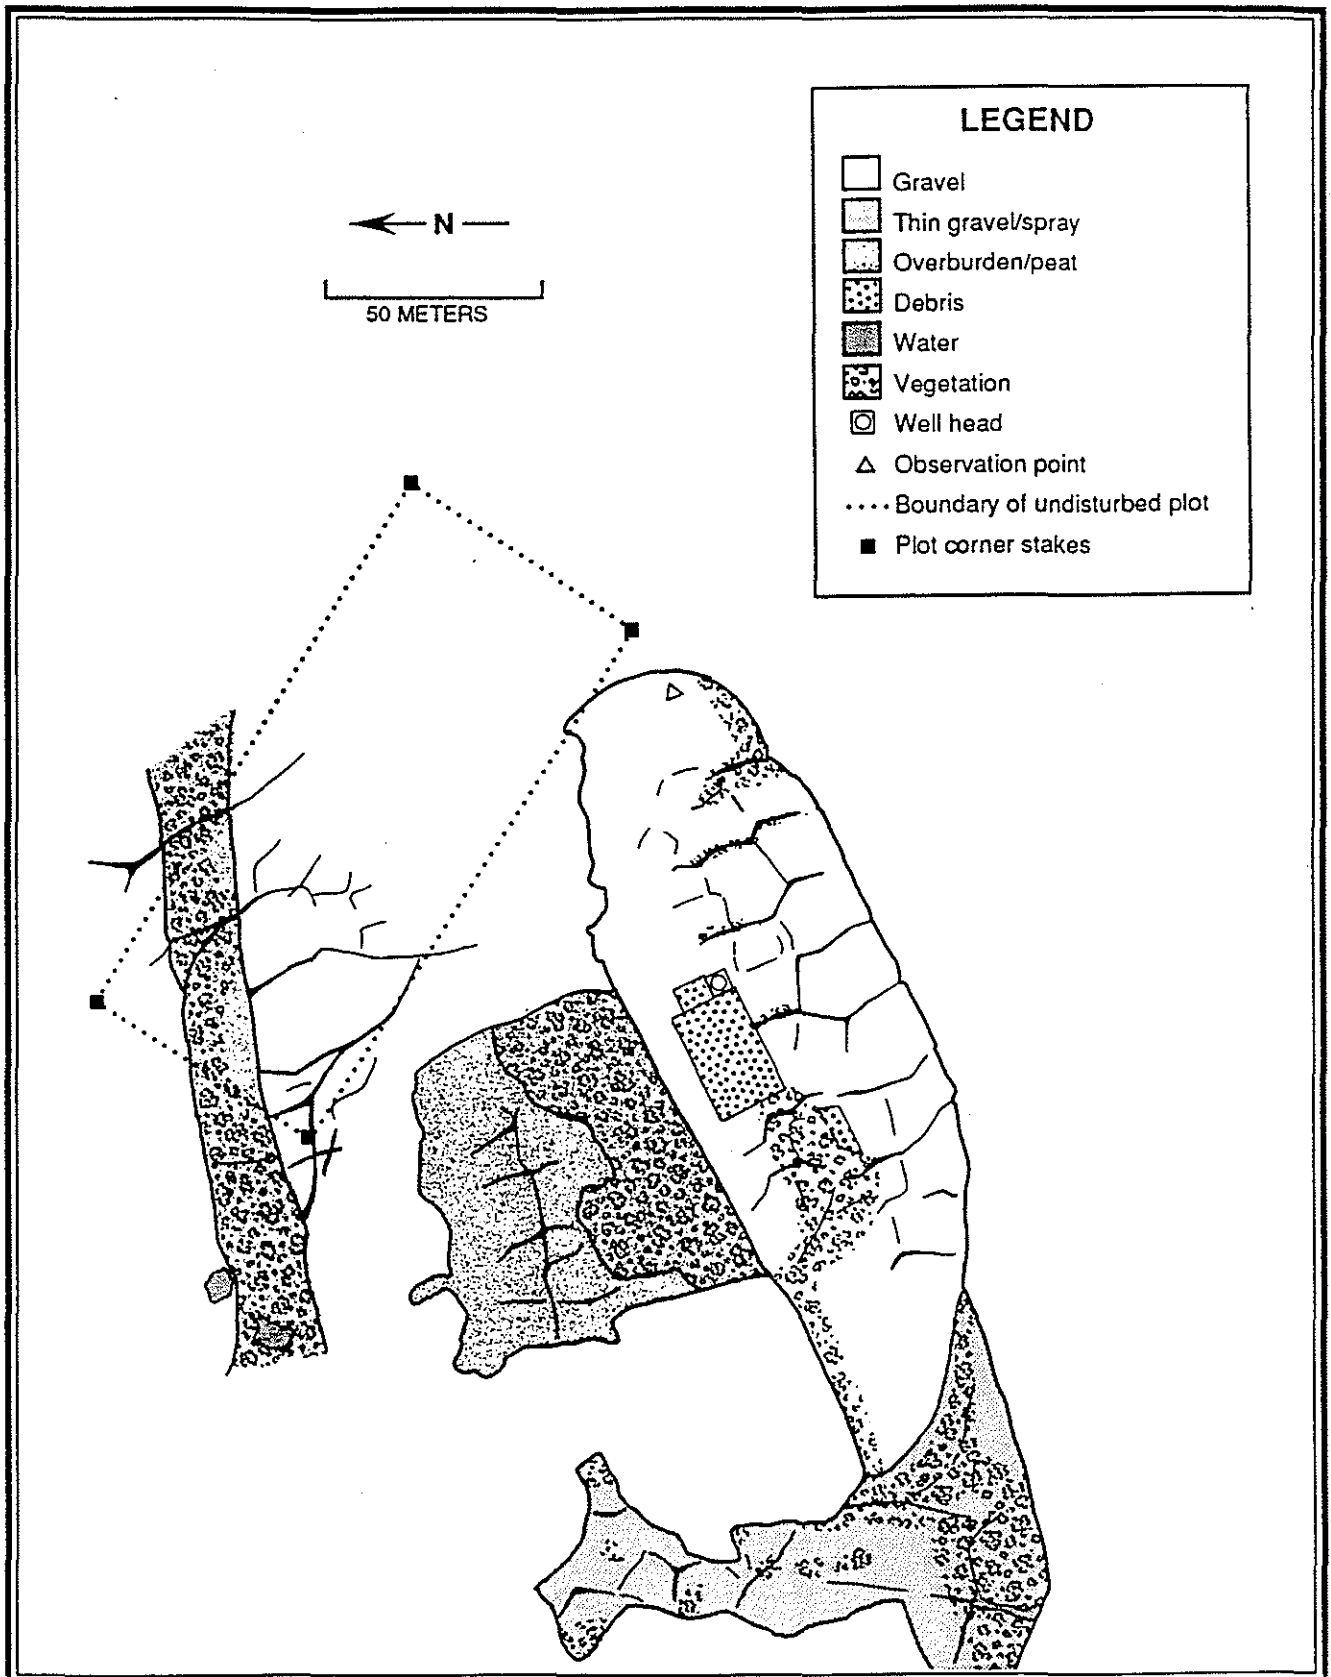 LEGEND
Gravel
Thin gravel/spray
Overburden/peat
Debris
Water
Vegetation
Well head
Observation point
Boundary of undisturbed plot
Plot corner stakes
N
50 METERS